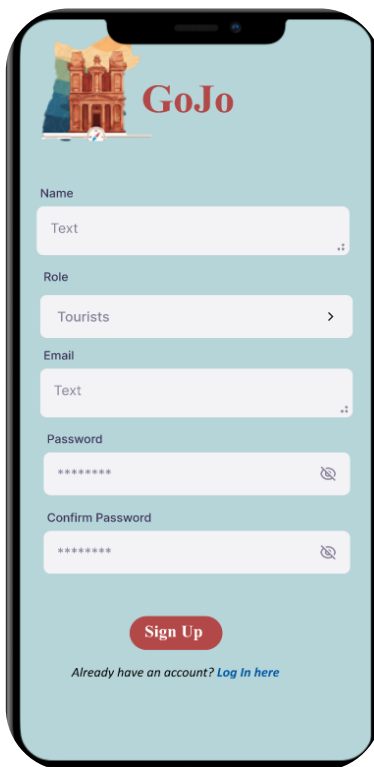 GoJo
Name
Text
Role
Tourists
Email
Text
Password
********
Confirm Password
********
Sign Up
Already have an account? Log In here